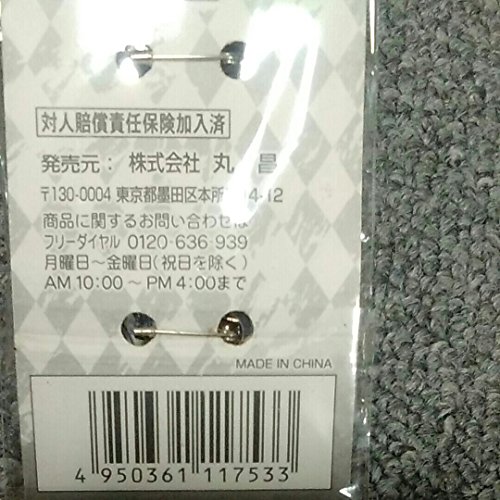 対人賠償責任保険加入済
発売元： 株式会社 丸 昌
〒130-0004 東京都墨田区本所 14-12
商品に関するお問い合わせは
フリーダイヤル 0120-636-939
月曜日～金曜日(祝日を除く)
AM 10:00 ～ PM 4:00まで
MADE IN CHINA
4 950361 117533